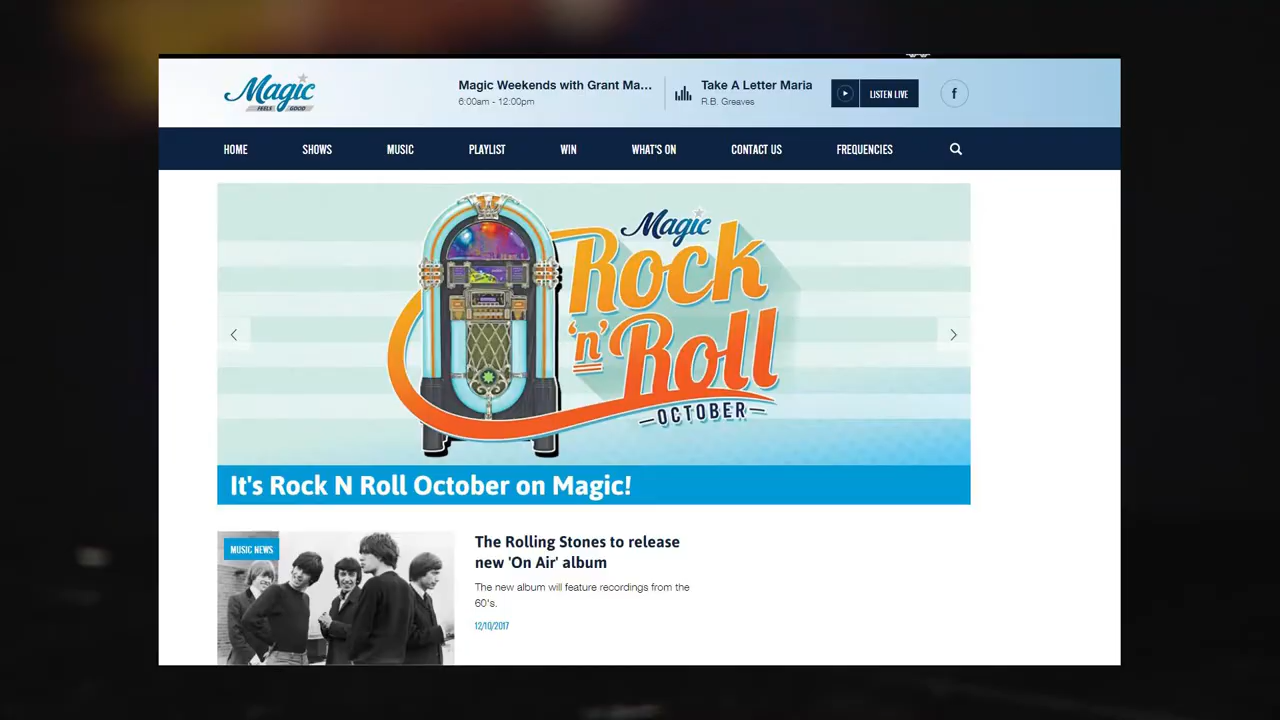 Magic
FEELS GOOD
Magic Weekends with Grant Ma...
6:00am - 12:00pm
Take A Letter Maria
R.B. Greaves
LISTEN LIVE
f
HOME SHOWS MUSIC PLAYLIST WIN WHAT'S ON CONTACT US FREQUENCIES
Magic
Rock
'n' Roll
—OCTOBER—
It's Rock N Roll October on Magic!
MUSIC NEWS
The Rolling Stones to release
new 'On Air' album
The new album will feature recordings from the
60's.
12/10/2017